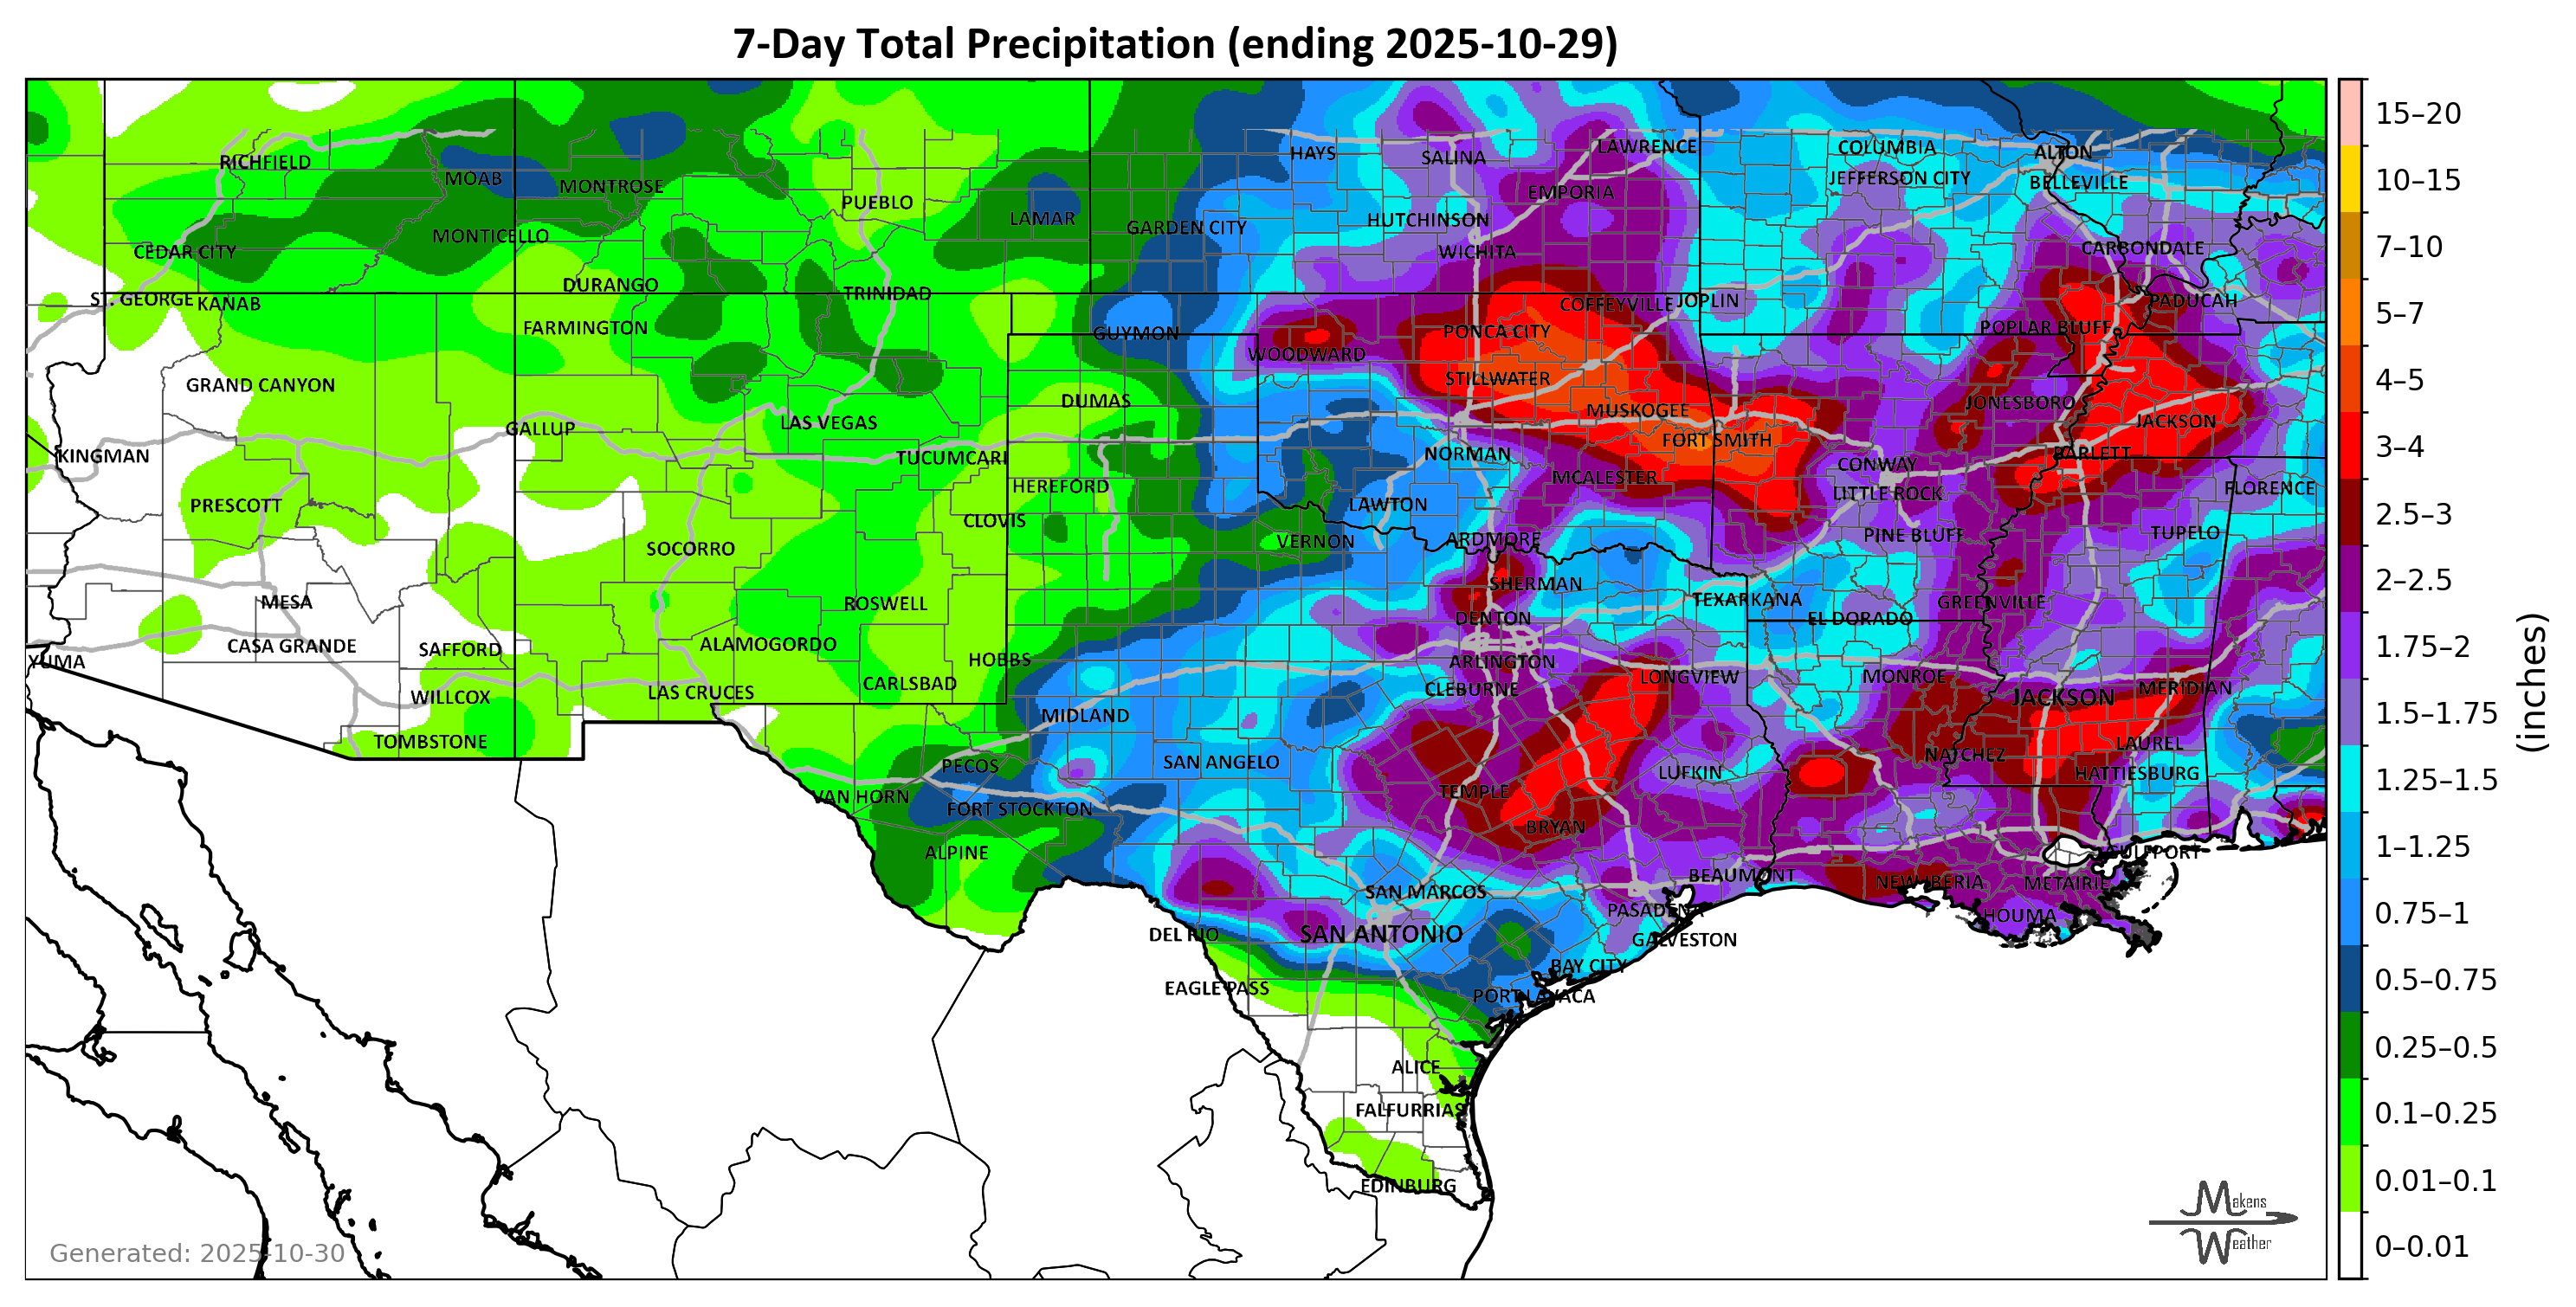 7-Day Total Precipitation (ending 2025-10-29)
HAYS
SALINA
LAWRENCE
COLUMBIA
ALTON
RICHFIELD
MOAB
MONTROSE
EMPORIA
JEFFERSON CITY
BELLEVILLE
PUEBLO
LAMAR
GARDEN CITY
HUTCHINSON
MONTICELLO
CEDAR CITY
WICHITA
CARBONDALE
DURANGO
TRINIDAD
ST. GEORGE
KANAB
COFFEYVILLE
JOPLIN
PADUCAH
FARMINGTON
GUYMON
PONCA CITY
POPLAR BLUFF
WOODWARD
GRAND CANYON
STILLWATER
DUMAS
MUSKOGEE
JONESBORO
GALLUP
LAS VEGAS
JACKSON
FORT SMITH
KINGMAN
TUCUMCARI
NORMAN
BARLETT
CONWAY
HEREFORD
MCALESTER
LITTLE ROCK
FLORENCE
PRESCOTT
LAWTON
CLOVIS
VERNON
ARDMORE
PINE BLUFF
TUPELO
SOCORRO
SHERMAN
MESA
ROSWELL
TEXARKANA
GREENVILLE
DENTON
EL DORADO
CASA GRANDE
SAFFORD
ALAMOGORDO
YUMA
HOBBS
ARLINGTON
WILLCOX
LAS CRUCES
CARLSBAD
CLEBURNE
LONGVIEW
MONROE
JACKSON
MERIDIAN
MIDLAND
TOMBSTONE
PECOS
SAN ANGELO
LUFKIN
NATCHEZ
LAUREL
HATTIESBURG
VAN HORN
FORT STOCKTON
TEMPLE
BRYAN
ALPINE
GULFPORT
SAN MARCOS
BEAUMONT
NEW IBERIA
METAIRIE
PASADENA
HOUMA
DEL RIO
SAN ANTONIO
GALVESTON
BAY CITY
EAGLE PASS
PORT LAVACA
ALICE
FALFURRIAS
EDINBURG
Generated: 2025-10-30
Makens
Weather
15–20
10–15
7–10
5–7
4–5
3–4
2.5–3
2–2.5
1.75–2
1.5–1.75
1.25–1.5
1–1.25
0.75–1
0.5–0.75
0.25–0.5
0.1–0.25
0.01–0.1
0–0.01
(inches)